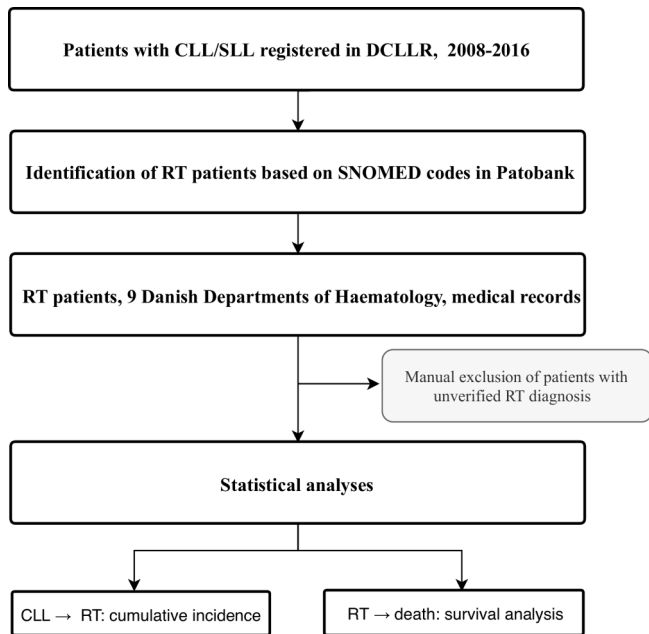 Patients with CLL/SLL registered in DCLLR, 2008-2016
Identification of RT patients based on SNOMED codes in Patobank
RT patients, 9 Danish Departments of Haematology, medical records
Manual exclusion of patients with
unverified RT diagnosis
Statistical analyses
CLL → RT: cumulative incidence
RT → death: survival analysis